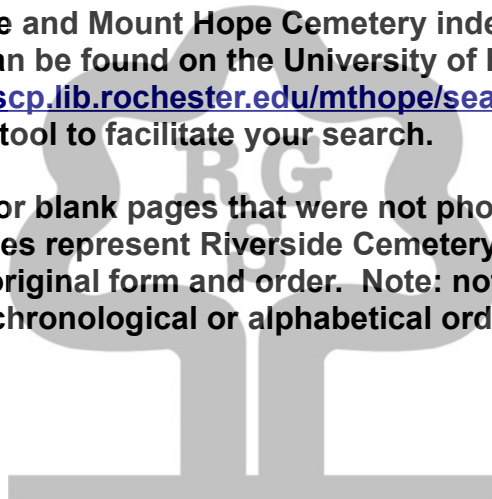 e and Mount Hope Cemetery inde
an be found on the University of
scp.lib.rochester.edu/mthope/sea
tool to facilitate your search.
or blank pages that were not pho
es represent Riverside Cemetery
original form and order. Note: not
chronological or alphabetical ord
RG
S